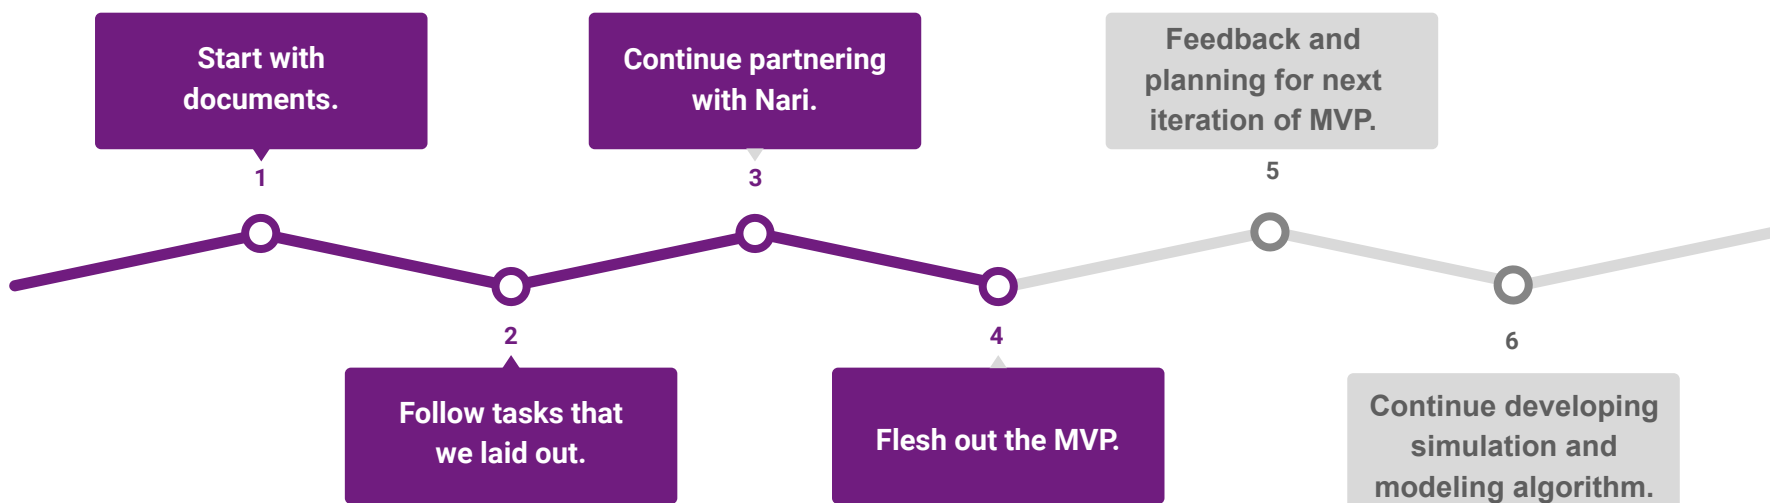 Start with
documents.
1
2
Follow tasks that
we laid out.
Continue partnering
with Nari.
3
4
Flesh out the MVP.
Feedback and
planning for next
iteration of MVP.
5
6
Continue developing
simulation and
modeling algorithm.